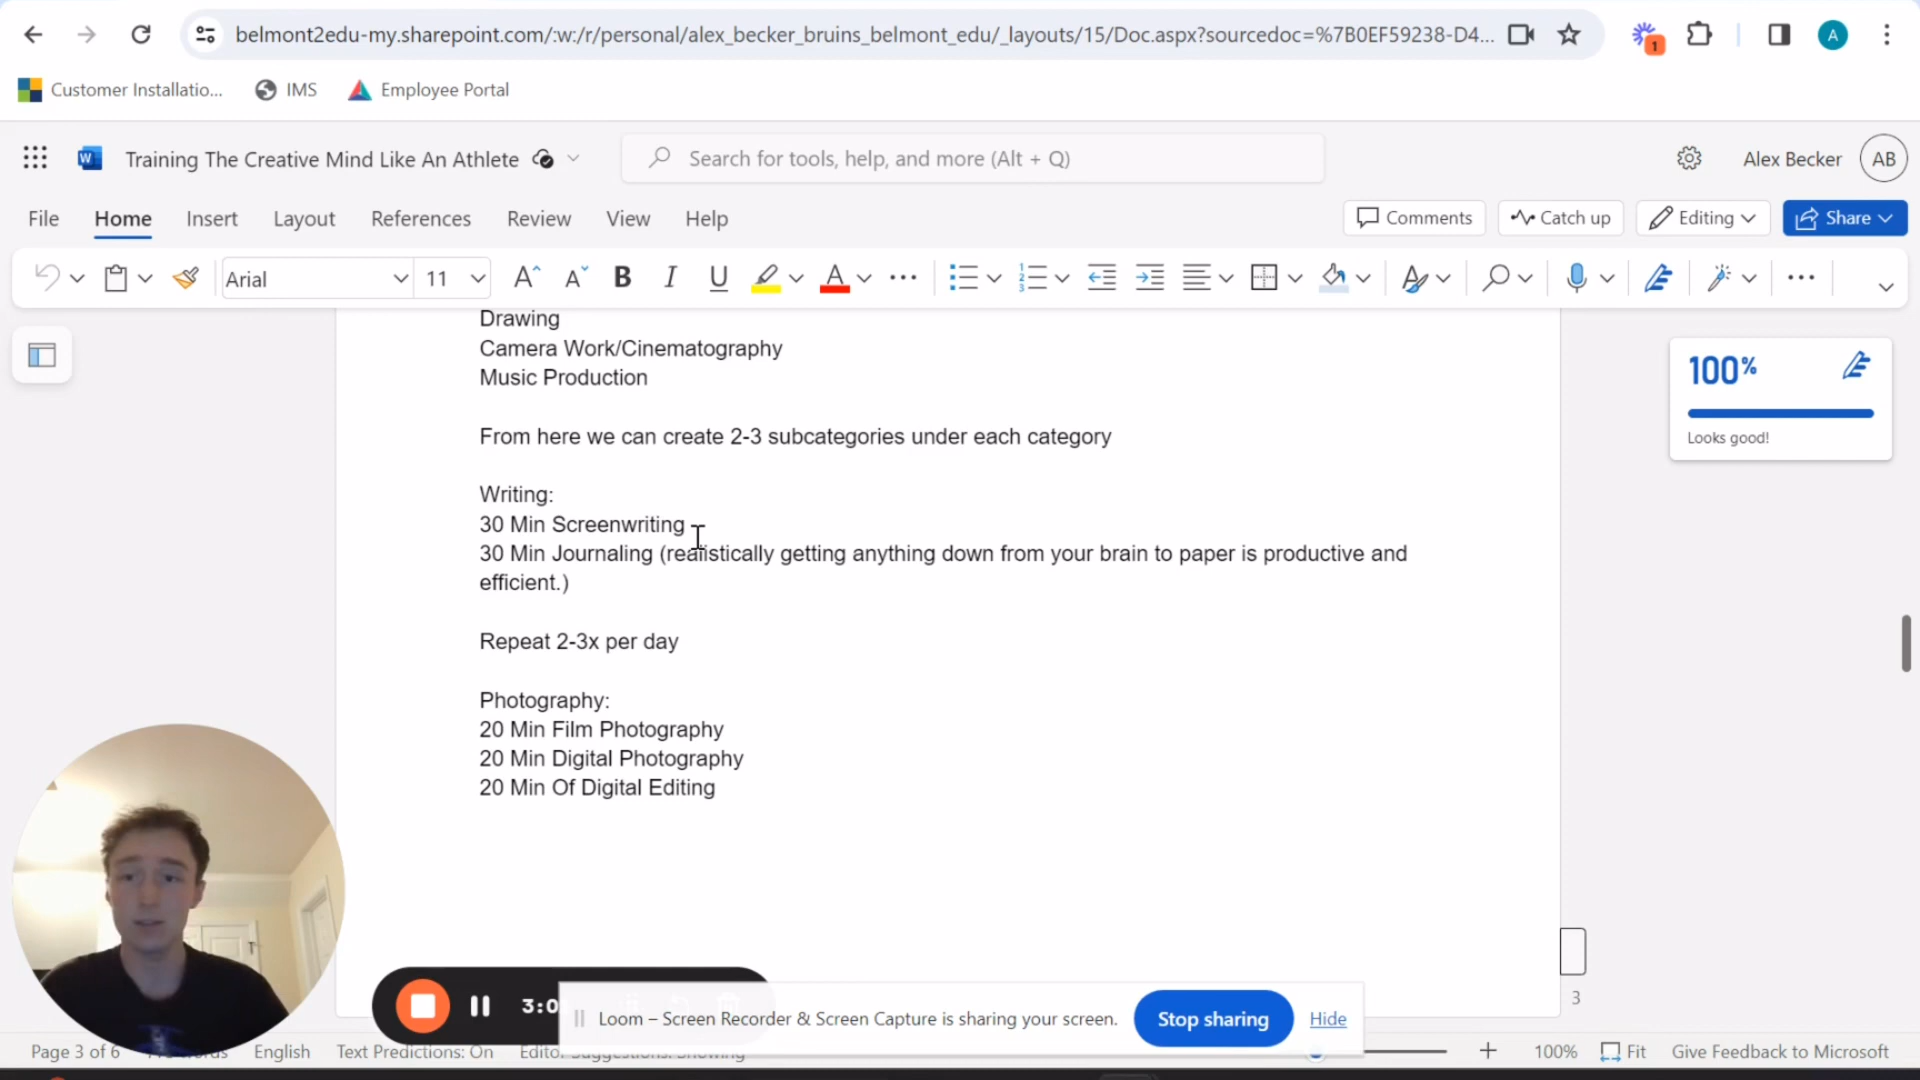 belmont2edu-my.sharepoint.com/:w:/r/personal/alex_becker_bruins_belmont_edu/_layouts/15/Doc.aspx?sourcedoc=%7B0EF59238-D4...
1
A
Customer Installatio...
IMS
Employee Portal
W
Training The Creative Mind Like An Athlete
Search for tools, help, and more (Alt + Q)
Alex Becker
AB
File
Home
Insert
Layout
References
Review
View
Help
Comments
Catch up
Editing
Share
Arial
11
Drawing
Camera Work/Cinematography
Music Production
From here we can create 2-3 subcategories under each category
Writing:
30 Min Screenwriting
30 Min Journaling (realistically getting anything down from your brain to paper is productive and
efficient.)
Repeat 2-3x per day
Photography:
20 Min Film Photography
20 Min Digital Photography
20 Min Of Digital Editing
100%
Looks good!
3
3:0
Loom – Screen Recorder & Screen Capture is sharing your screen.
Stop sharing
Hide
Page 3 of 6
English
Text Predictions: On
Editor Suggestions: Showing
100%
Fit
Give Feedback to Microsoft